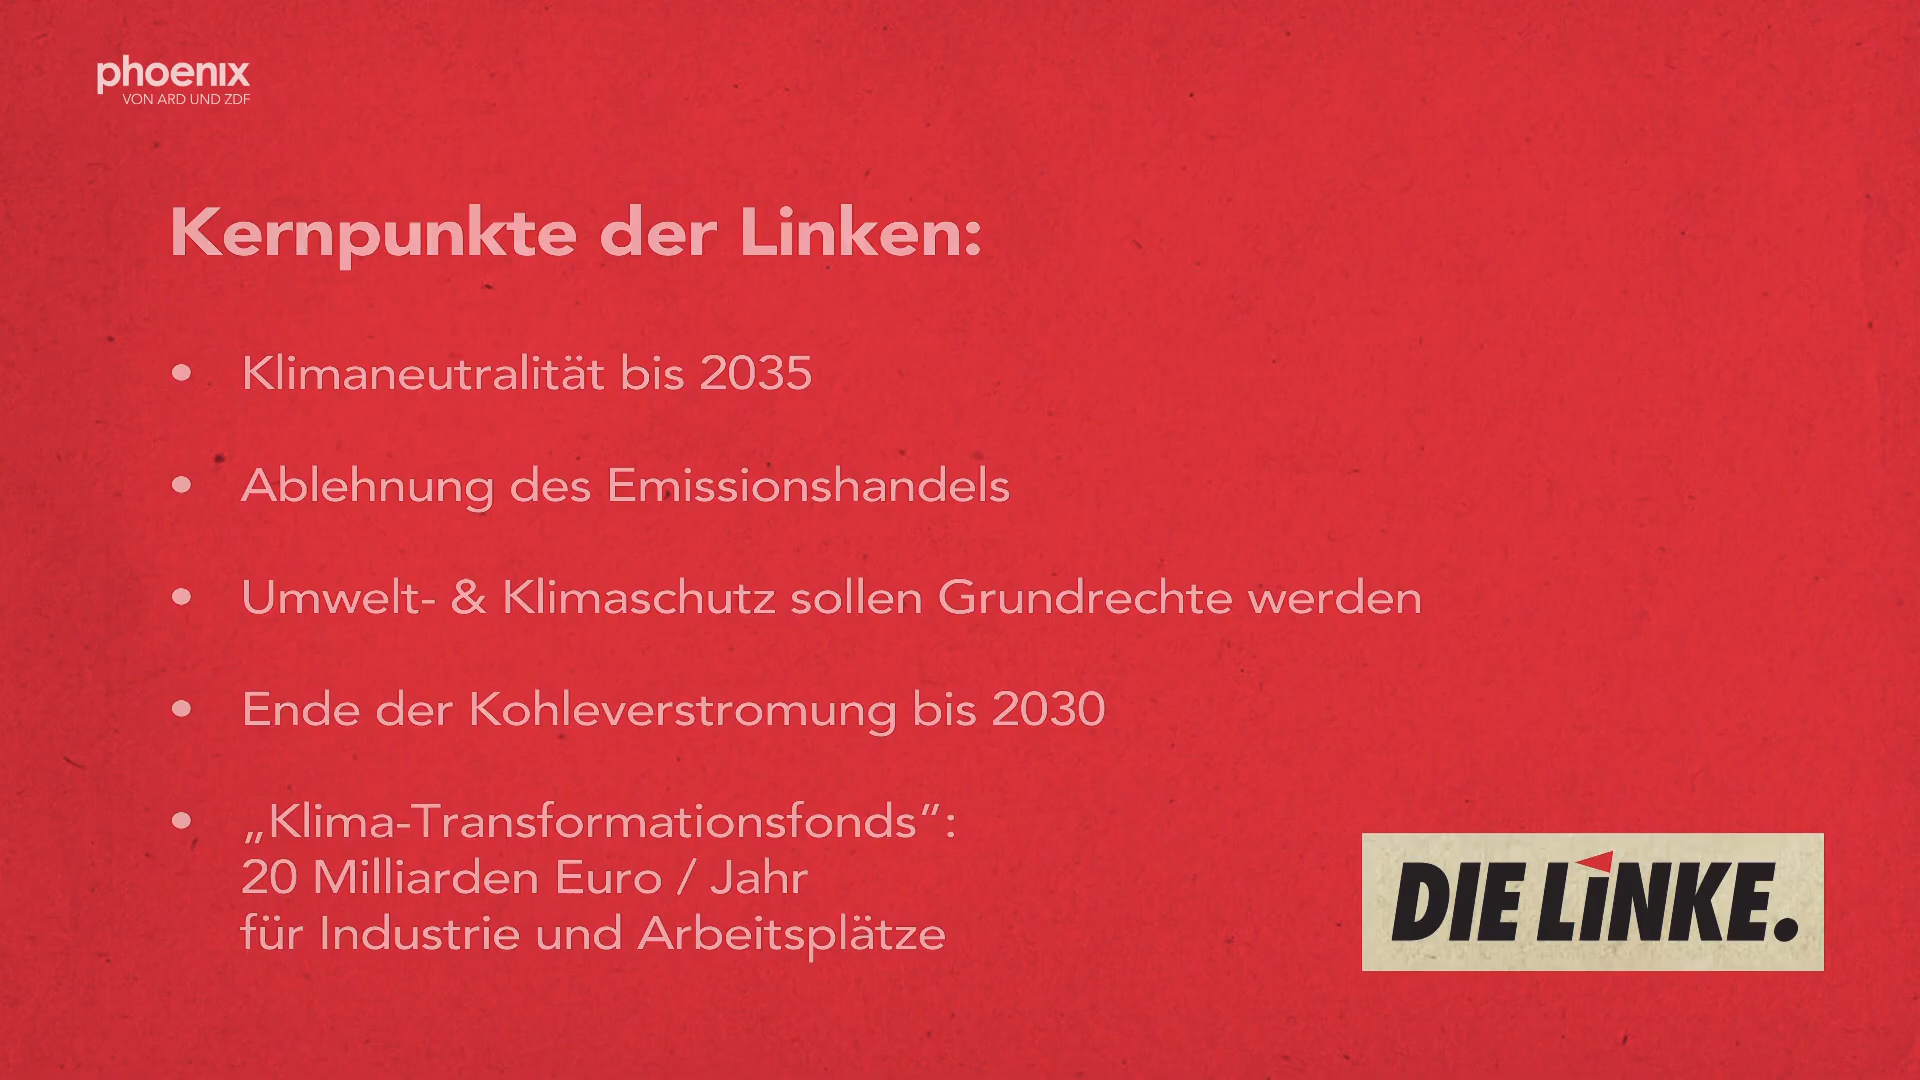 phoenix
VON ARD UND ZDF
Kernpunkte der Linken:
• Klimaneutralität bis 2035
• Ablehnung des Emissionshandels
• Umwelt- & Klimaschutz sollen Grundrechte werden
• Ende der Kohleverstromung bis 2030
• „Klima-Transformationsfonds”:
20 Milliarden Euro / Jahr
für Industrie und Arbeitsplätze
DIE LINKE.